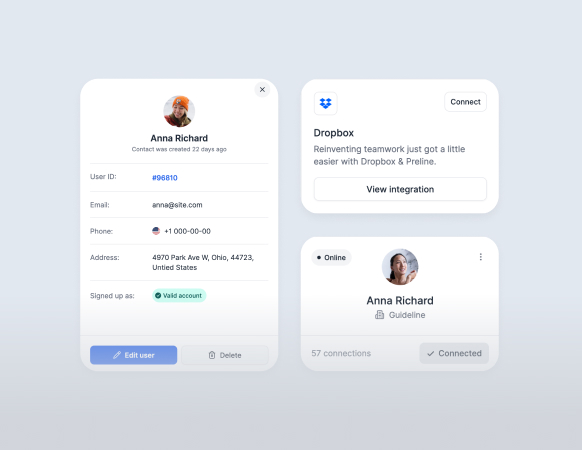 Anna Richard
Contact was created 22 days ago
User ID:
#96810
Email:
anna@site.com
Phone:
+1 000-00-00
Address:
4970 Park Ave W, Ohio, 44723,
Untied States
Signed up as:
Valid account
Edit user
Delete
Connect
Dropbox
Reinventing teamwork just got a little
easier with Dropbox & Preline.
View integration
Online
Anna Richard
Guideline
57 connections
Connected